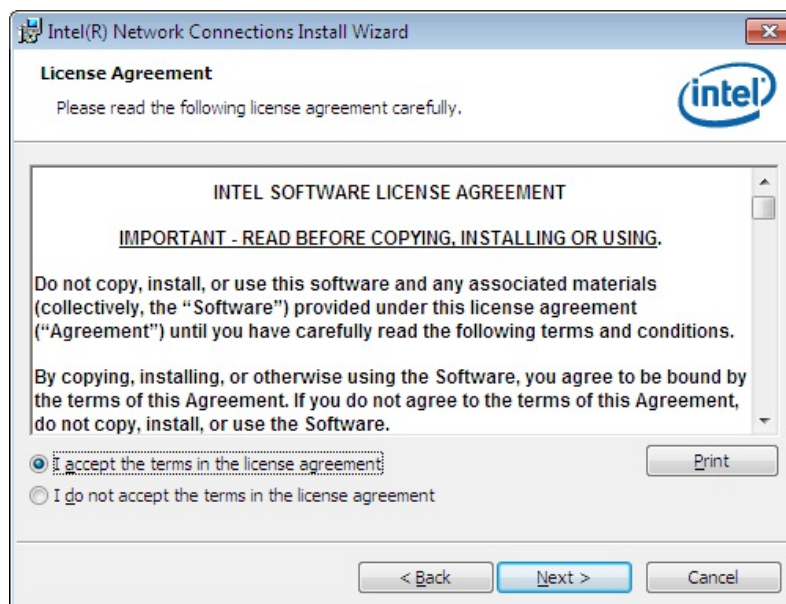 Intel(R) Network Connections Install Wizard
License Agreement
Please read the following license agreement carefully.
intel
INTEL SOFTWARE LICENSE AGREEMENT
IMPORTANT - READ BEFORE COPYING, INSTALLING OR USING.
Do not copy, install, or use this software and any associated materials
(collectively, the “Software”) provided under this license agreement
(“Agreement”) until you have carefully read the following terms and conditions.
By copying, installing, or otherwise using the Software, you agree to be bound by
the terms of this Agreement. If you do not agree to the terms of this Agreement,
do not copy, install, or use the Software.
I accept the terms in the license agreement
Print
I do not accept the terms in the license agreement
< Back
Next >
Cancel